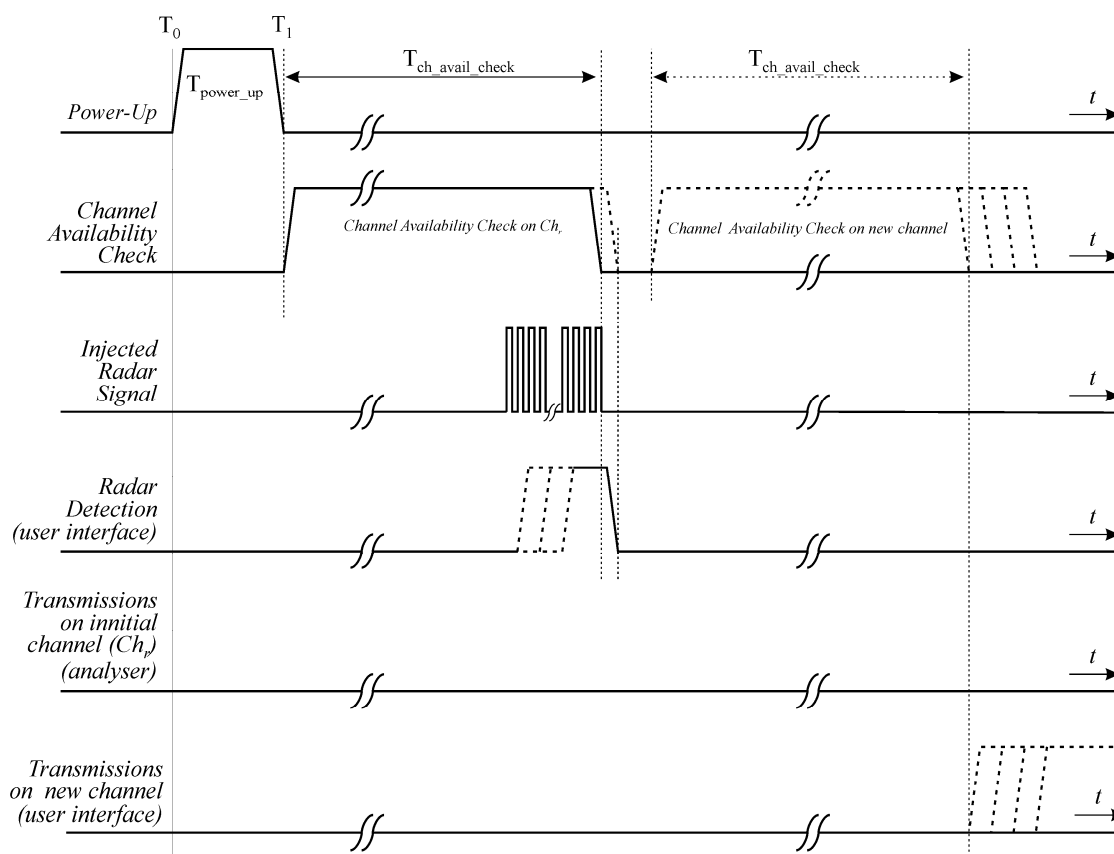 T0 T1
Tch_avail_check Tch_avail_check
Tpower_up
Power-Up
t
Channel
Availability
Check
Channel Availability Check on Chr
Channel Availability Check on new channel
t
Injected
Radar
Signal
t
Radar
Detection
(user interface)
t
Transmissions
on innitial
channel (Chr)
(analyser)
t
Transmissions
on new channel
(user interface)
t